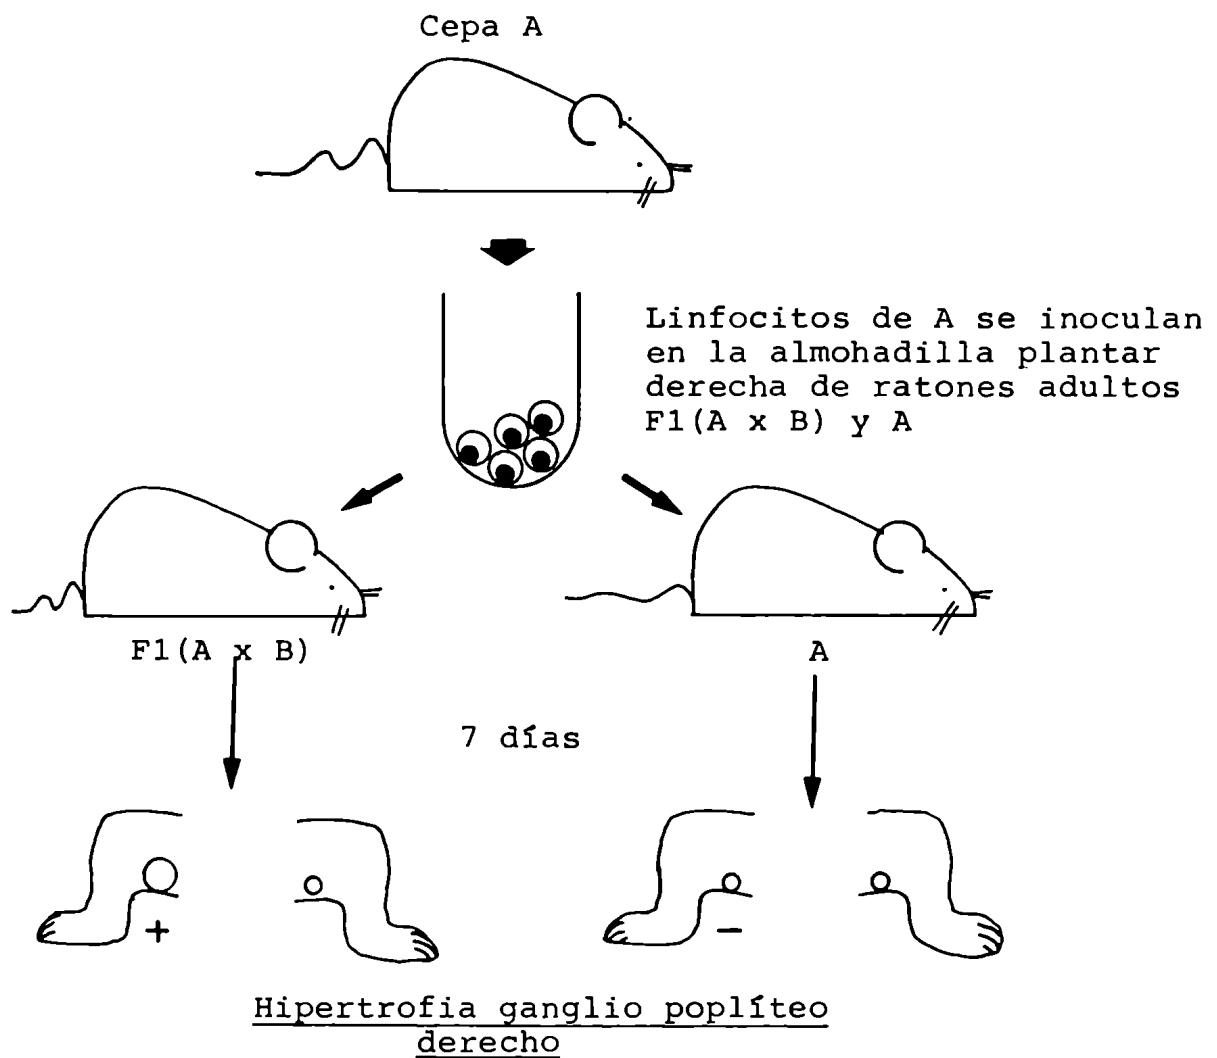 Cepa A
Linfocitos de A se inoculan
en la almohadilla plantar
derecha de ratones adultos
F1(A x B) y A
F1(A x B)
A
7 días
+
-
Hipertrofia ganglio poplíteo
derecho